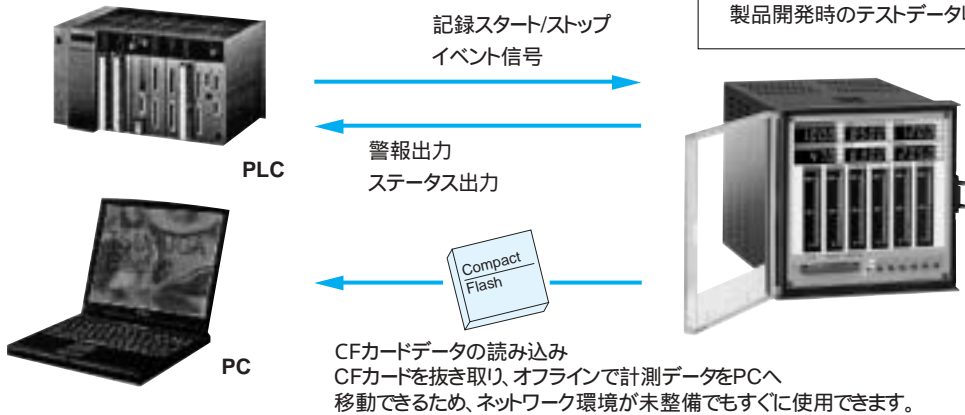 製品開発時のテストデータ
記録スタート/ストップ
イベント信号
警報出力
ステータス出力
PLC
Compact
Flash
PC
CFカードデータの読み込み
CFカードを抜き取り、オフラインで計測データをPCへ
移動できるため、ネットワーク環境が未整備でもすぐに使用できます。